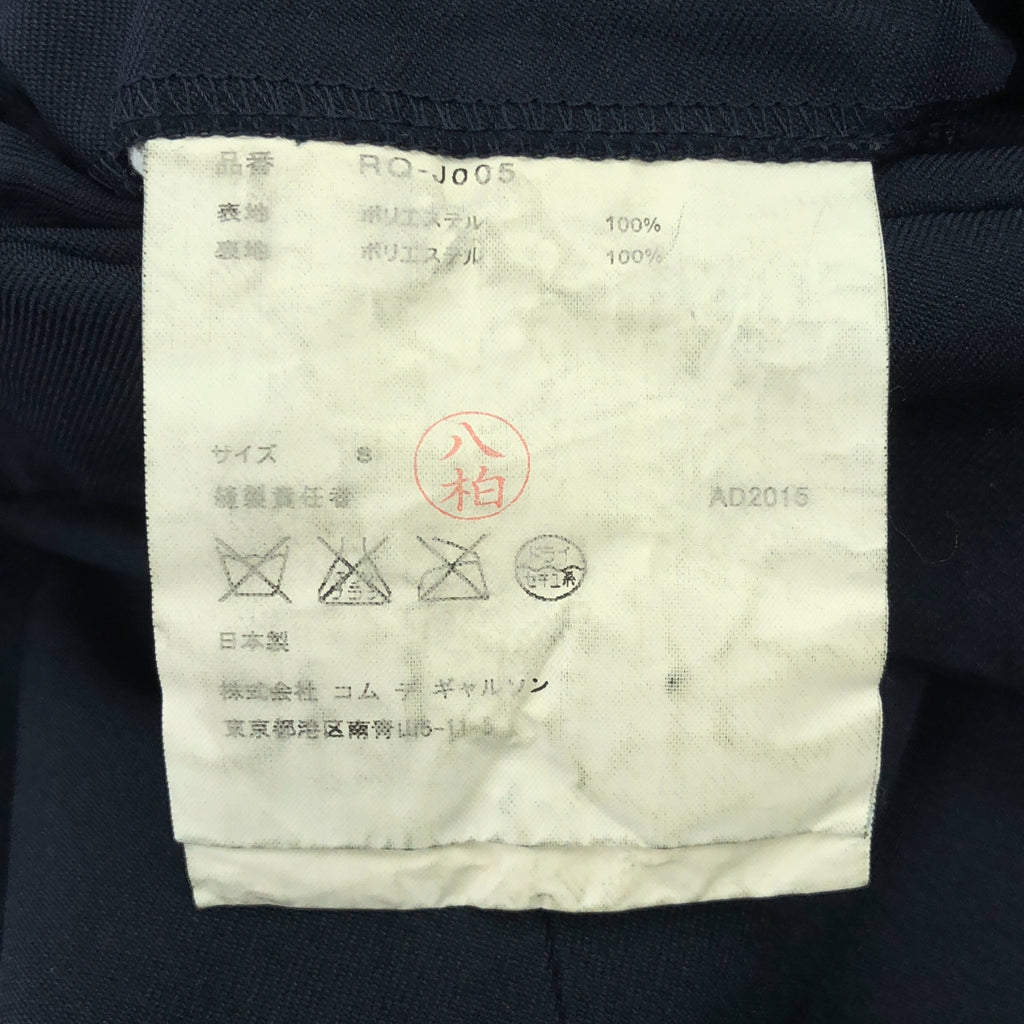 品番 RQ-J005
表地 ポリエステル 100%
裏地 ポリエステル 100%
サイズ S
八
柏
縫製責任者 AD2015
ドライ
セキユ系
日本製
株式会社 コム デ ギャルソン
東京都港区南青山5-11-5